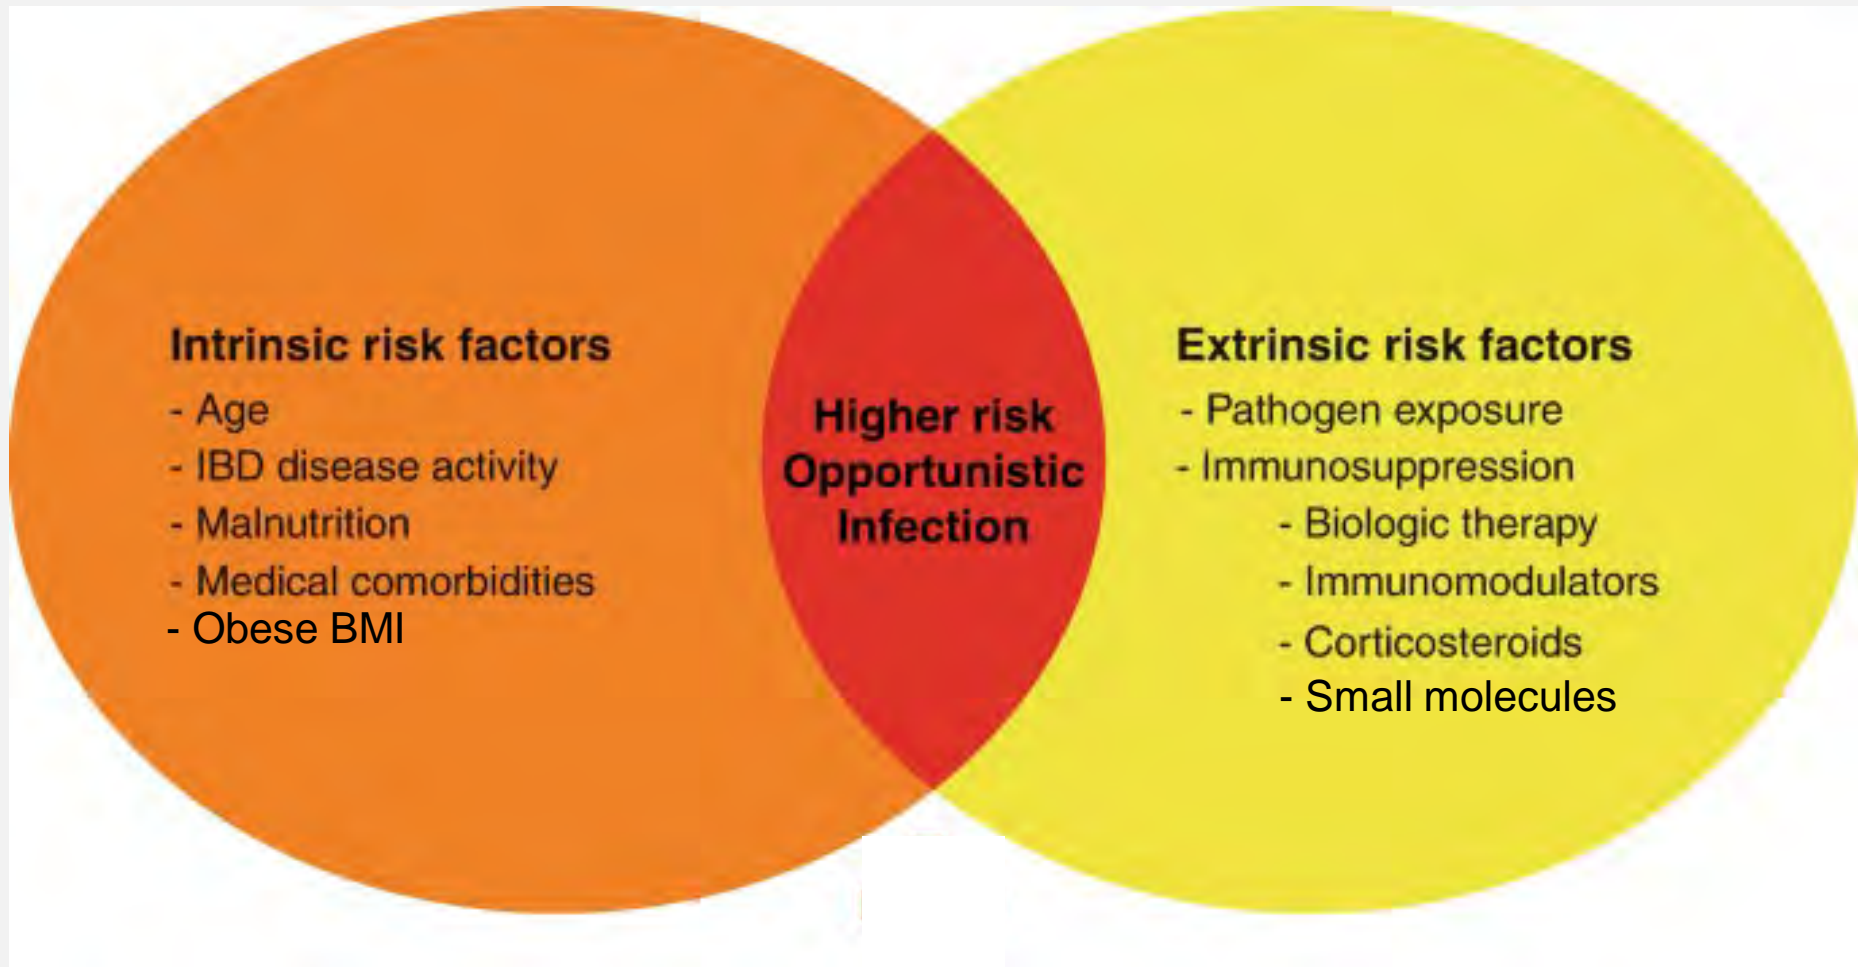 Intrinsic risk factors
- Age
- IBD disease activity
- Malnutrition
- Medical comorbidities
- Obese BMI
Higher risk
Opportunistic
Infection
Extrinsic risk factors
- Pathogen exposure
- Immunosuppression
- Biologic therapy
- Immunomodulators
- Corticosteroids
- Small molecules